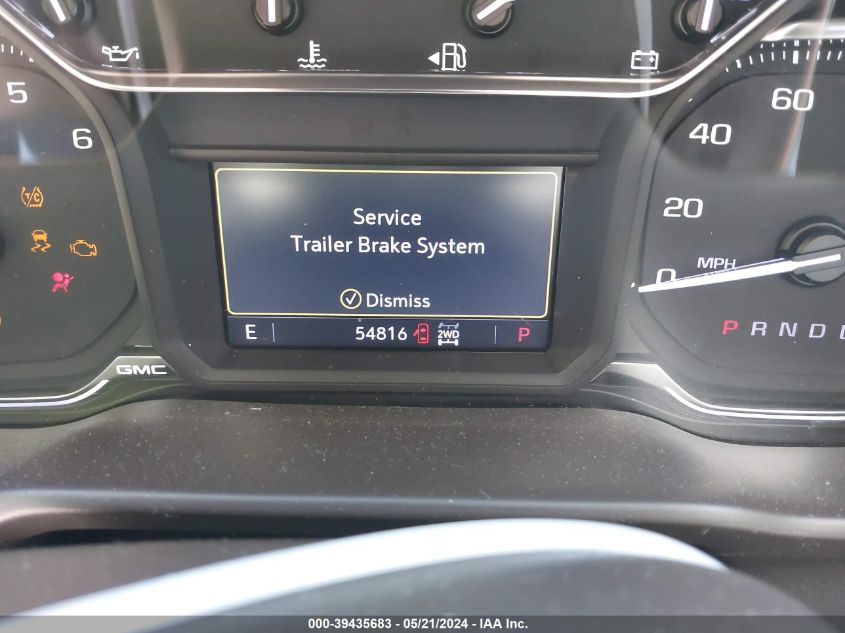 5
6
60
40
20
0
MPH
T/C
Service
Trailer Brake System
Dismiss
E
54816
2WD
P
P R N D
GMC
000-39435683 - 05/21/2024 - IAA Inc.